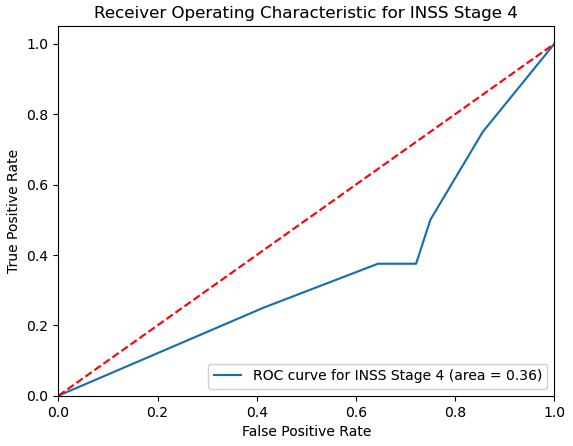 Receiver Operating Characteristic for INSS Stage 4
True Positive Rate
1.0
0.8
0.6
0.4
0.2
0.0
ROC curve for INSS Stage 4 (area = 0.36)
0.0 0.2 0.4 0.6 0.8 1.0
False Positive Rate